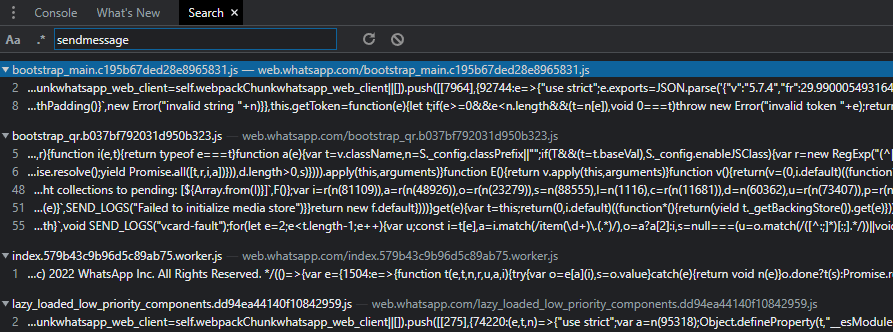 Console What's New Search ×
Aa .* sendmessage
bootstrap_main.c195b67ded28e8965831.js — web.whatsapp.com/bootstrap_main.c195b67ded28e8965831.js
2 ...unkwhatsapp_web_client=self.webpackChunkwhatsapp_web_client||[]).push([[7964],{92744:e=>{"use strict";e.exports=JSON.parse('{"v":"5.7.4","fr":29.990005493164
8 ...thPadding()}`,new Error("invalid string "+n)}},this.getToken=function(e){let t;if(e>=0&&e<n.length&&(t=n[e]),void 0===t)throw new Error("invalid token "+e);return
bootstrap_qr.b037bf792031d950b323.js — web.whatsapp.com/bootstrap_qr.b037bf792031d950b323.js
5 ...,r){function i(e,t){return typeof e===t}function a(e){var t=v.className,n=S._config.classPrefix||"";if(T&&(t=t.baseVal),S._config.enableJSClass){var r=new RegExp("(^|
6 ...ise.resolve();yield Promise.all([t,r,i,a])})),d.length>0,s)}))).apply(this,arguments)}function E(){return v.apply(this,arguments)}function v(){return(v=(0,i.default)((function
48 ...ht collections to pending: [${Array.from(l)}]`,F()};var i=r(n(81109)),a=r(n(48926)),o=r(n(23279)),s=n(88555),l=n(1116),c=r(n(11681)),d=n(60362),u=r(n(73407)),p=r(n
51 ...(e)}`,SEND_LOGS("Failed to initialize media store")}}return new f.default})))}get(e){var t=this;return(0,i.default)((function*(){return(yield t._getBackingStore()).get(e)}))
55 ...th}`,void SEND_LOGS("vcard-fault");for(let e=2;e<t.length-1;e++){var u;const i=t[e],a=i.match(/item(\d+)\.(.*)/),o=a?a[2]:i,s=null===(u=o.match(/([^:;]*)[:;].*/))||void
index.579b43c9b96d5c89ab75.worker.js
1 ...c) 2022 WhatsApp Inc. All Rights Reserved. */(()=>{var e={1504:e=>{function t(e,t,n,r,u,a,i){try{var o=e[a](i),s=o.value}catch(e){return void n(e)}o.done?t(s):Promise.r
lazy_loaded_low_priority_components.dd94ea44140f10842959.js — web.whatsapp.com/lazy_loaded_low_priority_components.dd94ea44140f10842959.js
2 ...unkwhatsapp_web_client=self.webpackChunkwhatsapp_web_client||[]).push([[275],{74220:(e,t,n)=>{"use strict";var a=n(95318);Object.defineProperty(t,"__esModule